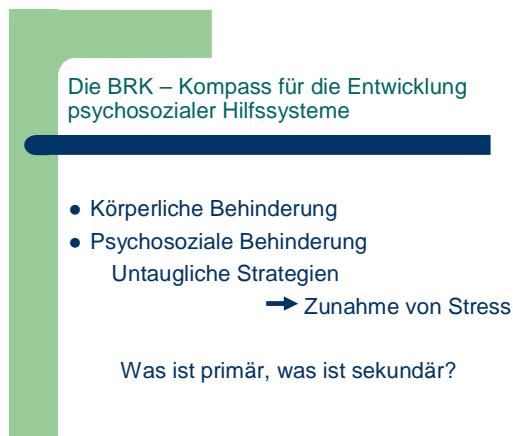 Die BRK – Kompass für die Entwicklung
psychosozialer Hilfssysteme
● Körperliche Behinderung
● Psychosoziale Behinderung
Untaugliche Strategien
➞ Zunahme von Stress
Was ist primär, was ist sekundär?